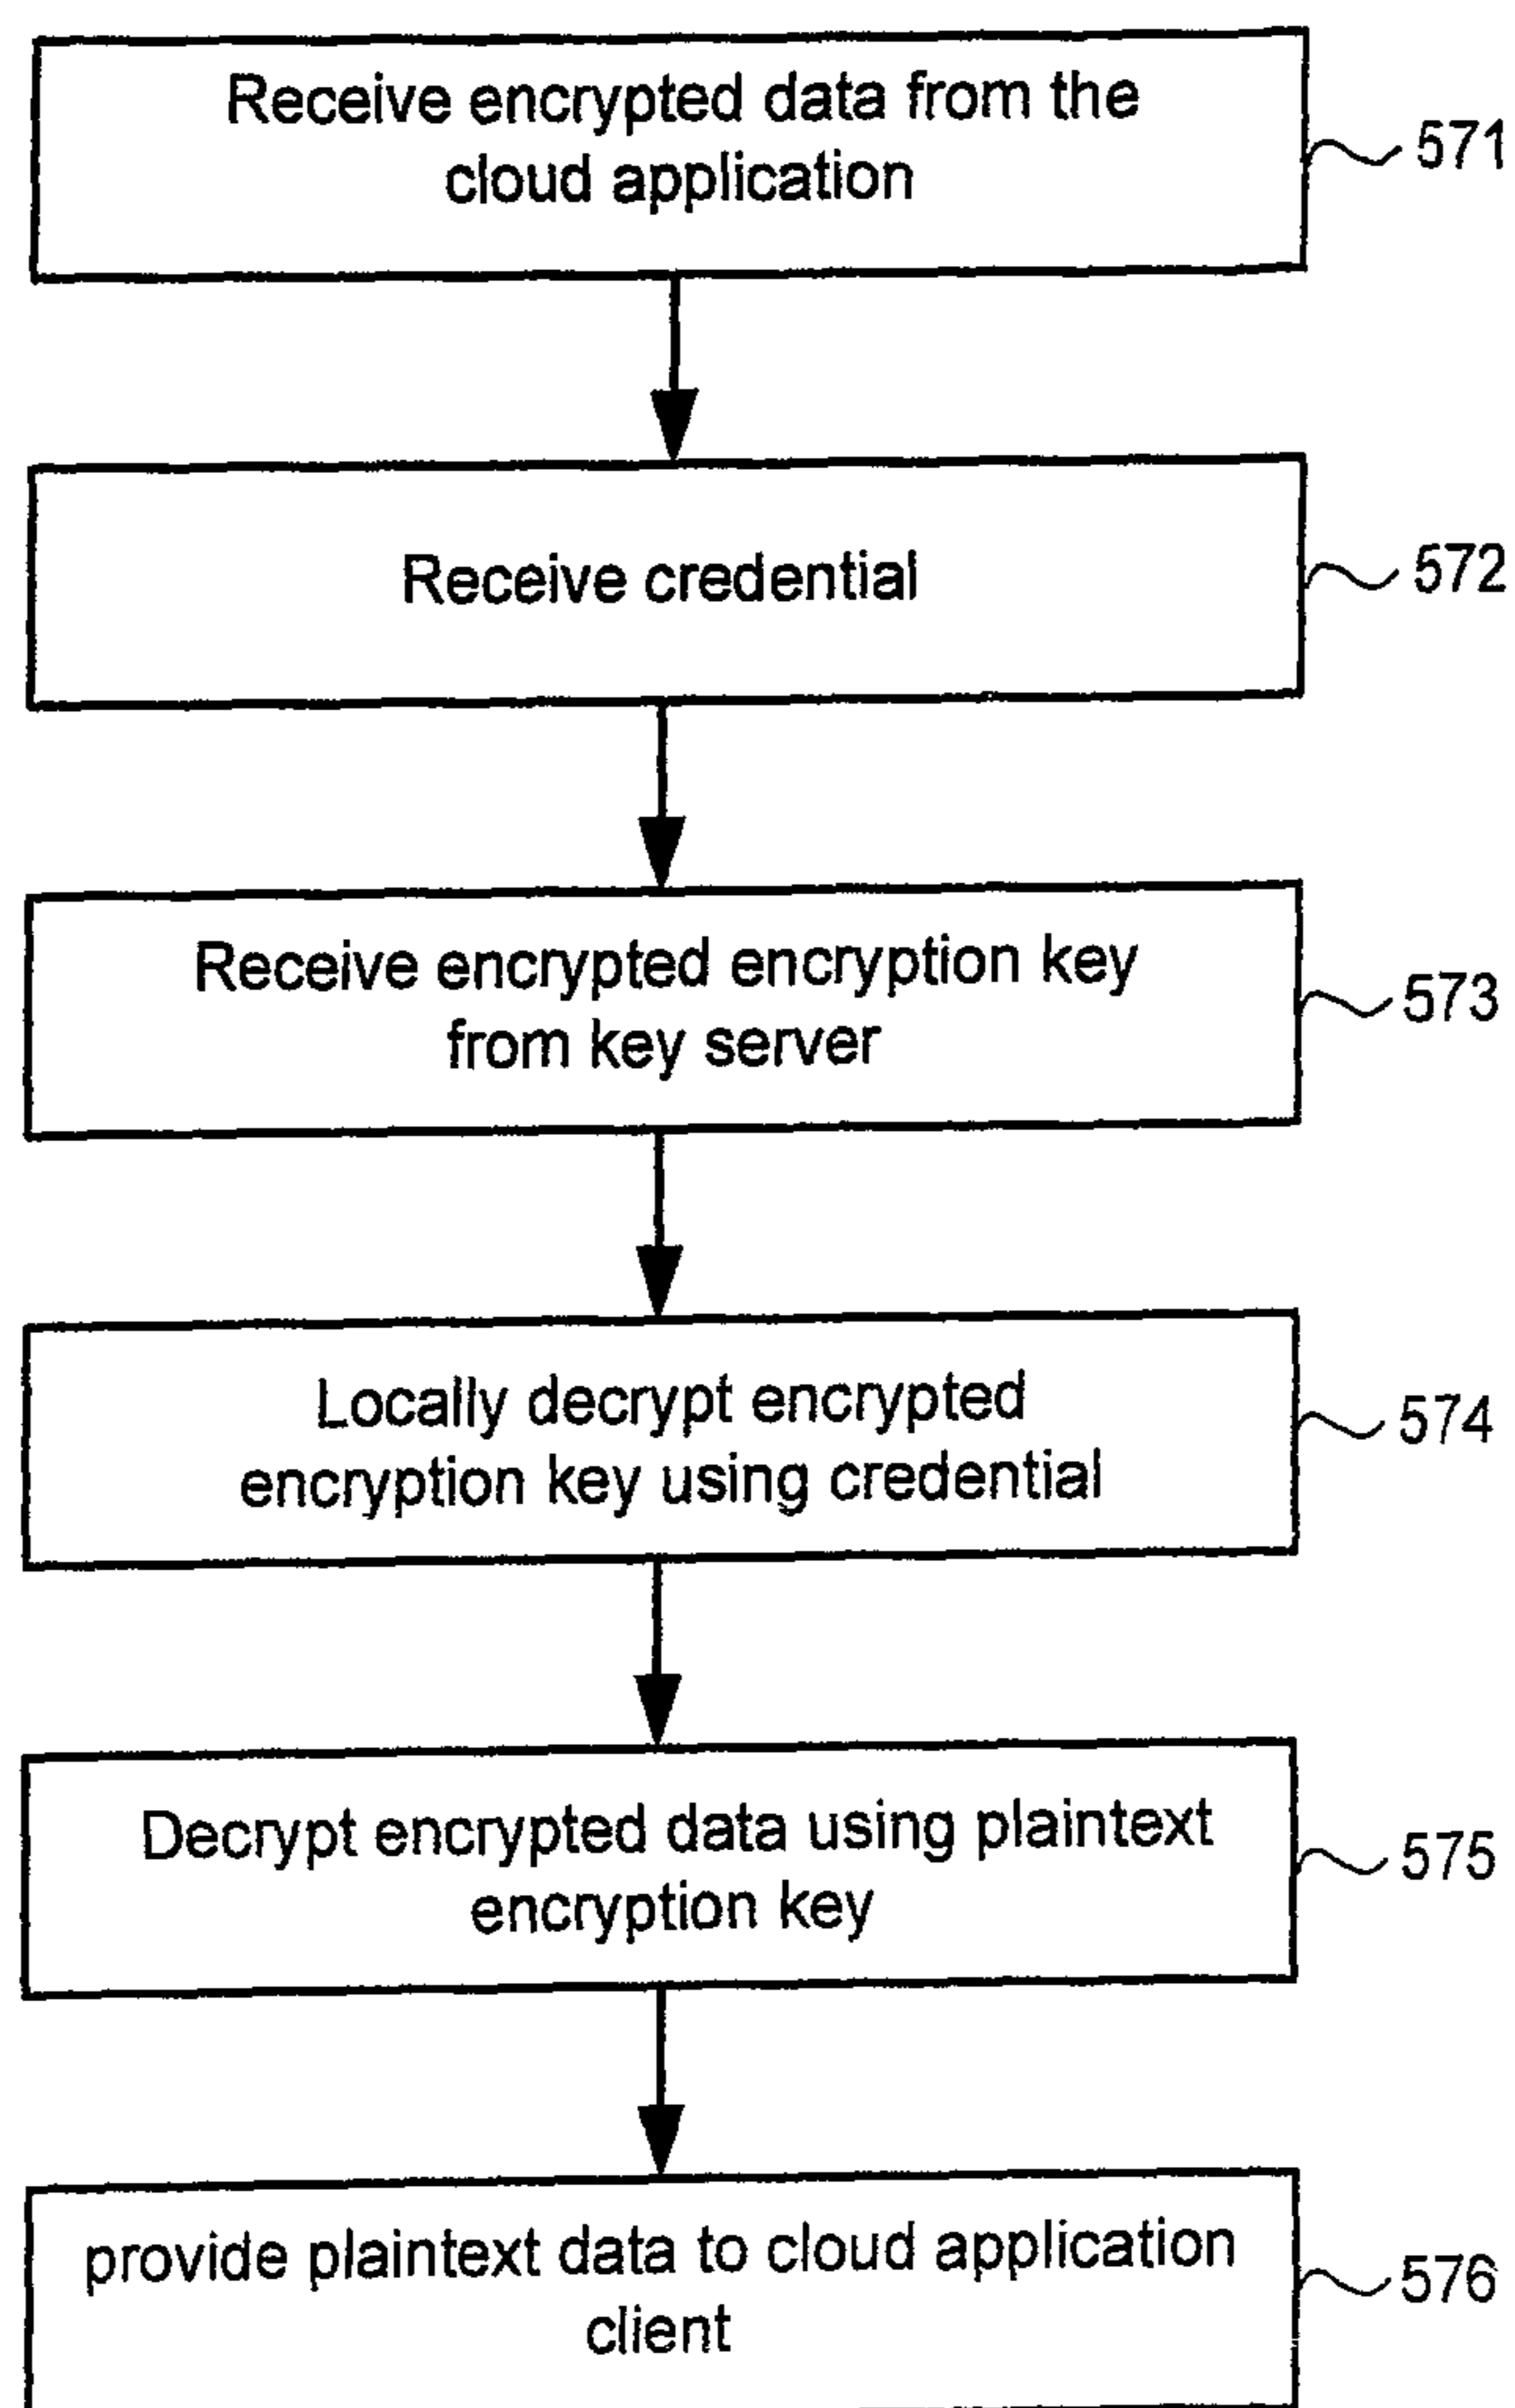 Receive encrypted data from the
cloud application
571
Receive credential
572
Receive encrypted encryption key
from key server
573
Locally decrypt encrypted
encryption key using credential
574
Decrypt encrypted data using plaintext
encryption key
575
provide plaintext data to cloud application
client
576